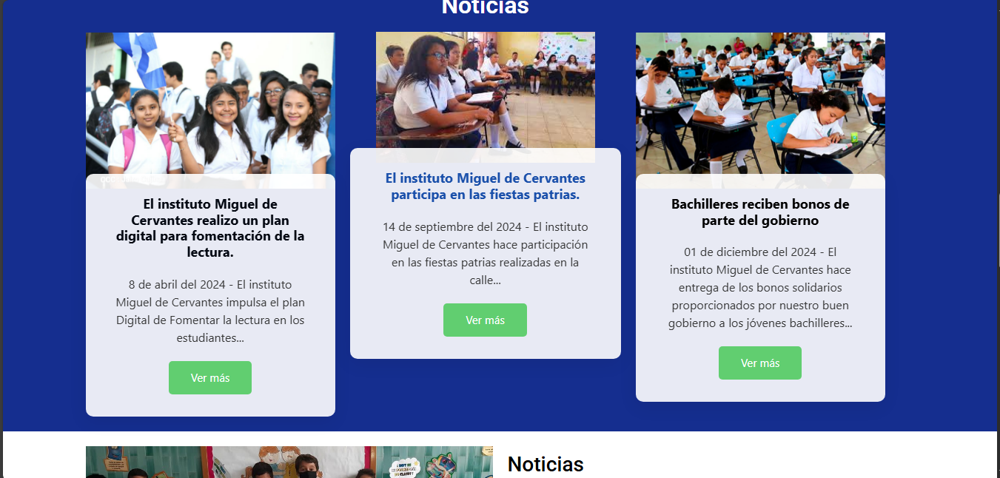 Noticias
El instituto Miguel de
Cervantes realizo un plan
digital para fomentación de la
lectura.
8 de abril del 2024 - El instituto
Miguel de Cervantes impulsa el plan
Digital de Fomentar la lectura en los
estudiantes...
Ver más
El instituto Miguel de Cervantes
participa en las fiestas patrias.
14 de septiembre del 2024 - El instituto
Miguel de Cervantes hace participación
en las fiestas patrias realizadas en la
calle...
Ver más
Bachilleres reciben bonos de
parte del gobierno
01 de diciembre del 2024 - El
instituto Miguel de Cervantes hace
entrega de los bonos solidarios
proporcionados por nuestro buen
gobierno a los jóvenes bachilleres...
Ver más
Noticias